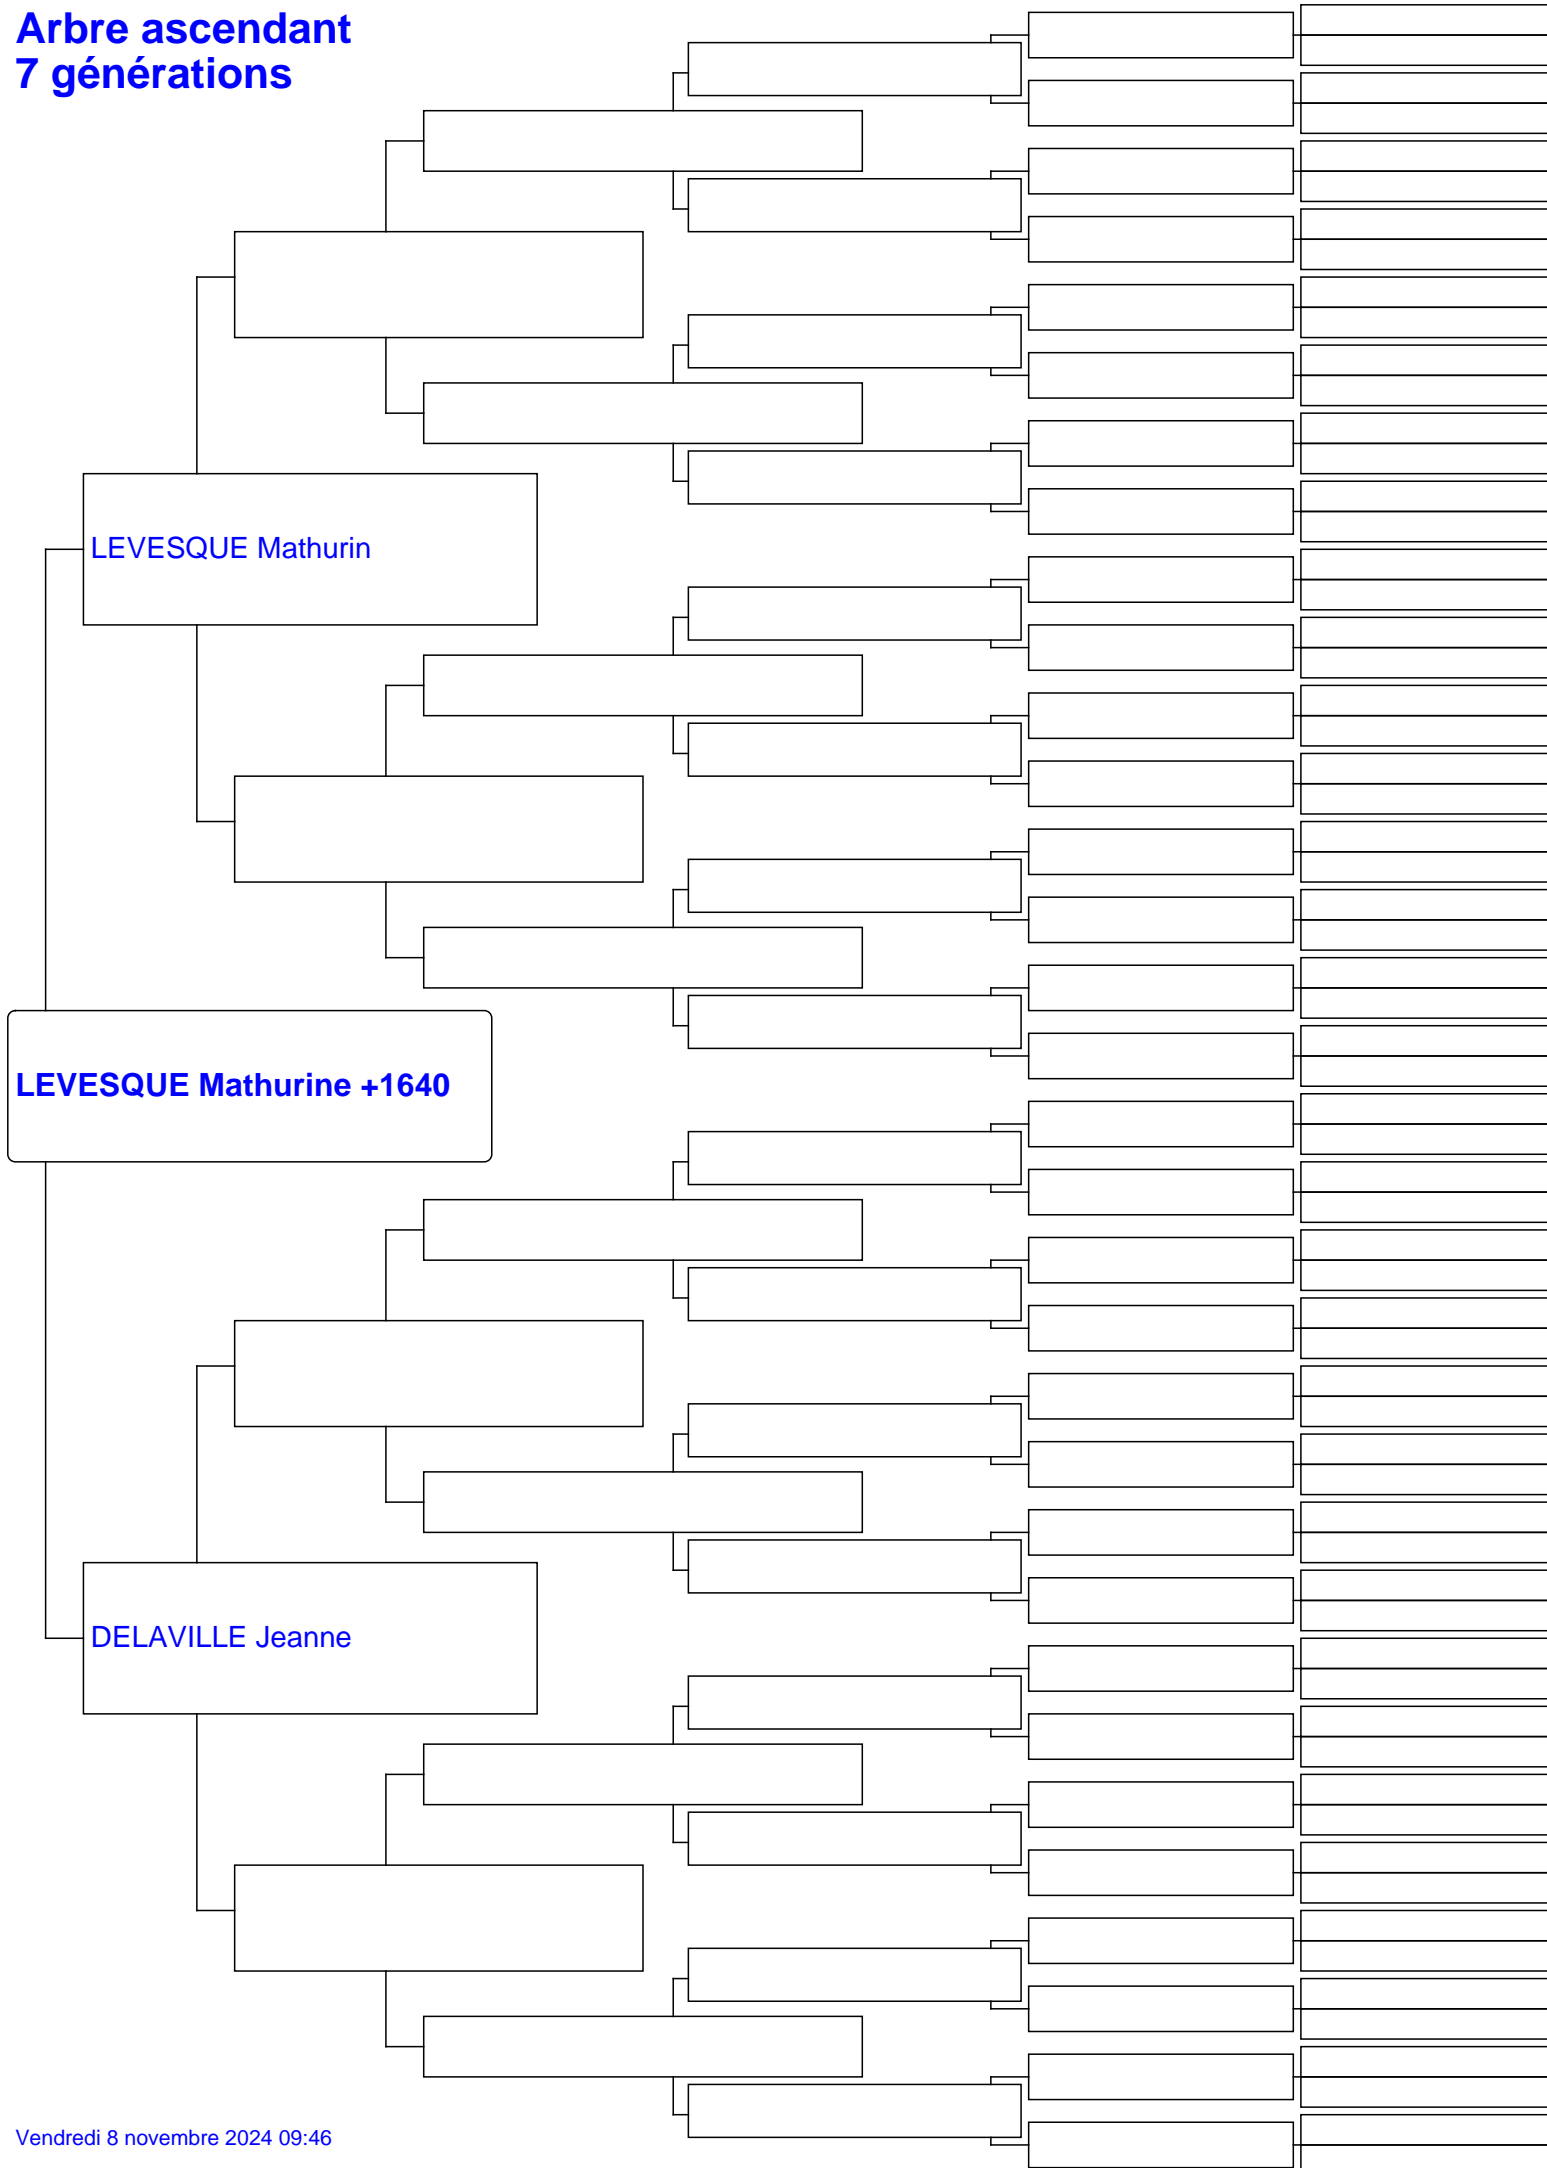 Arbre ascendant
7 générations
LEVESQUE Mathurin
LEVESQUE Mathurine +1640
DELAVILLE Jeanne
Vendredi 8 novembre 2024 09:46